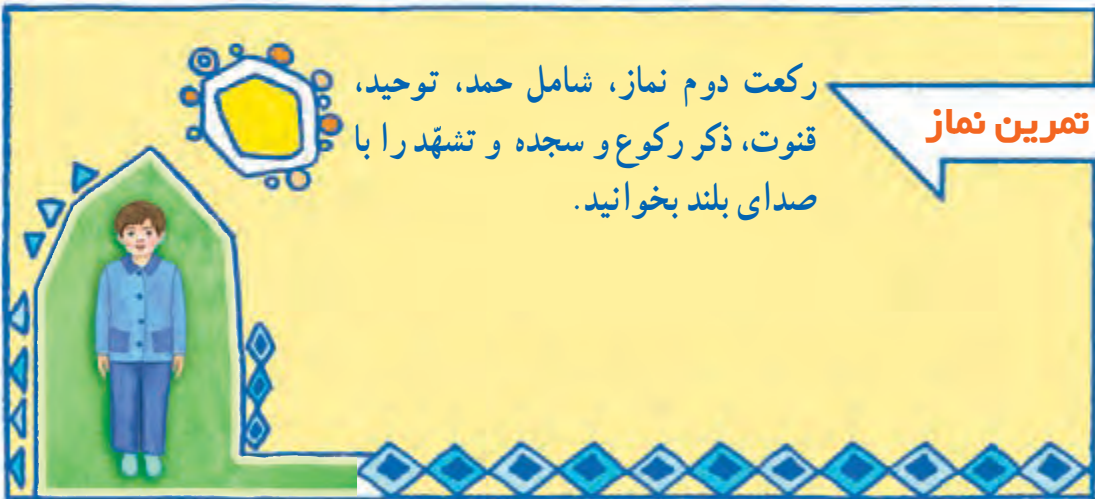 تمرین نماز
رکعت دوم نماز، شامل حمد، توحید،
قنوت، ذکر رکوع و سجده و تشهّد را با
صدای بلند بخوانید.